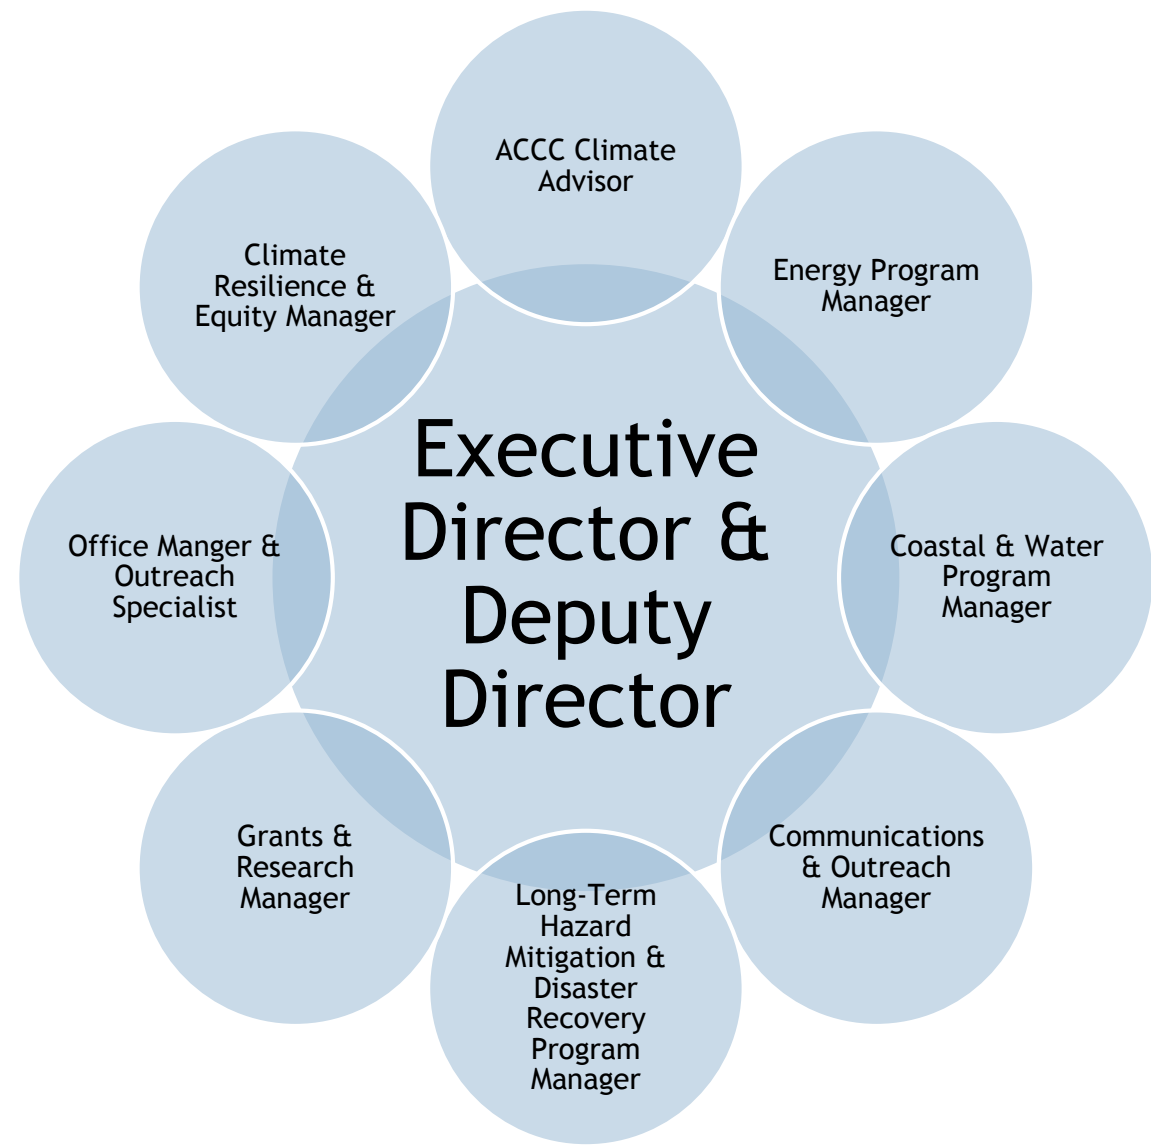 ACCC Climate
Advisor
Climate
Resilience &
Equity Manager
Energy Program
Manager
Executive
Director &
Deputy
Director
Office Manger &
Outreach
Specialist
Coastal & Water
Program
Manager
Grants &
Research
Manager
Communications
& Outreach
Manager
Long-Term
Hazard
Mitigation &
Disaster
Recovery
Program
Manager